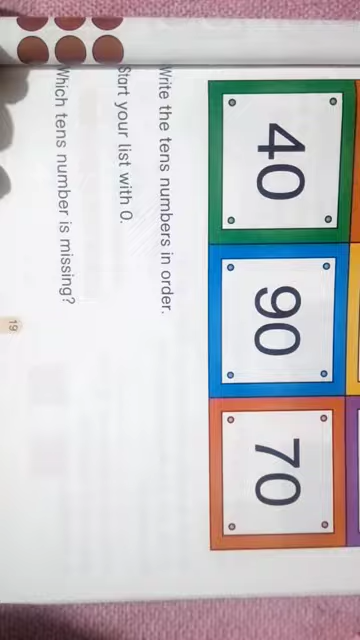 40 90 70
Write the tens numbers in order.
Start your list with 0.
Which tens number is missing?
19